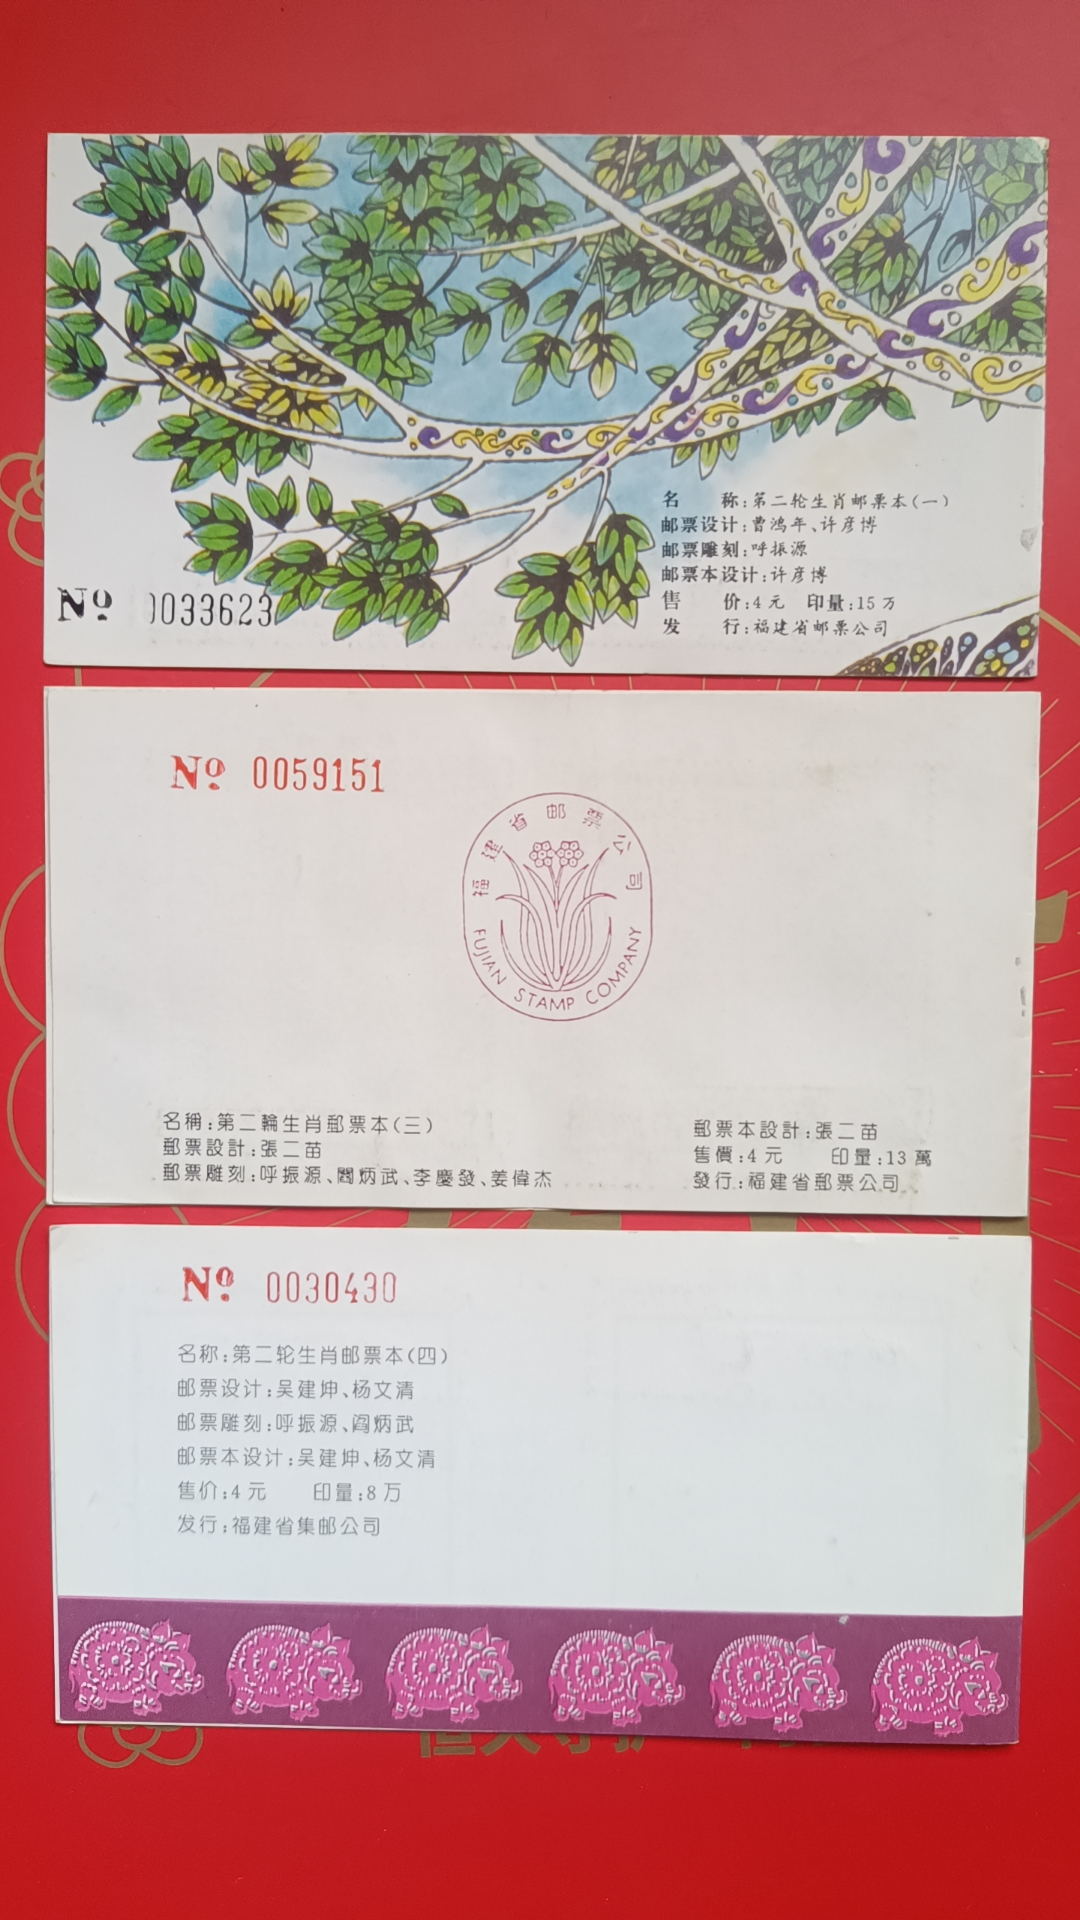 名　　称:第二轮生肖邮票本(一)
邮票设计:曹鸿年、许彦博
邮票雕刻:呼振源
邮票本设计:许彦博
售　　价:4元　印量:15万
发　　行:福建省邮票公司
Nº 0033623
Nº 0059151
福建省邮票公司
FUJIAN STAMP COMPANY
名稱:第二輪生肖郵票本(三)
郵票設計:張二苗
郵票雕刻:呼振源、閻炳武、李慶發、姜偉杰
郵票本設計:張二苗
售價:4元　印量:13萬
發行:福建省郵票公司
Nº 0030430
名称:第二轮生肖邮票本(四)
邮票设计:吴建坤、杨文清
邮票雕刻:呼振源、阎炳武
邮票本设计:吴建坤、杨文清
售价:4元　印量:8万
发行:福建省集邮公司